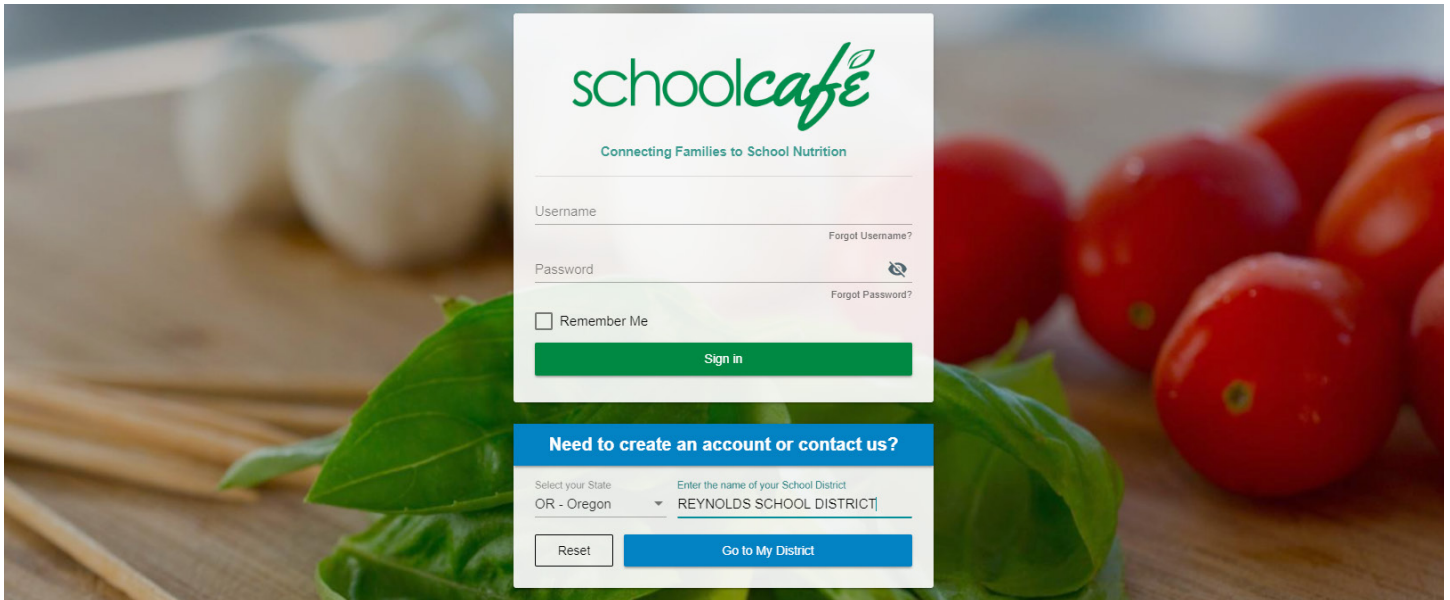 schoolcafé
Connecting Families to School Nutrition
Username
Forgot Username?
Password
Forgot Password?
Remember Me
Sign in
Need to create an account or contact us?
Select your State Enter the name of your School District
OR - Oregon REYNOLDS SCHOOL DISTRICT
Reset Go to My District